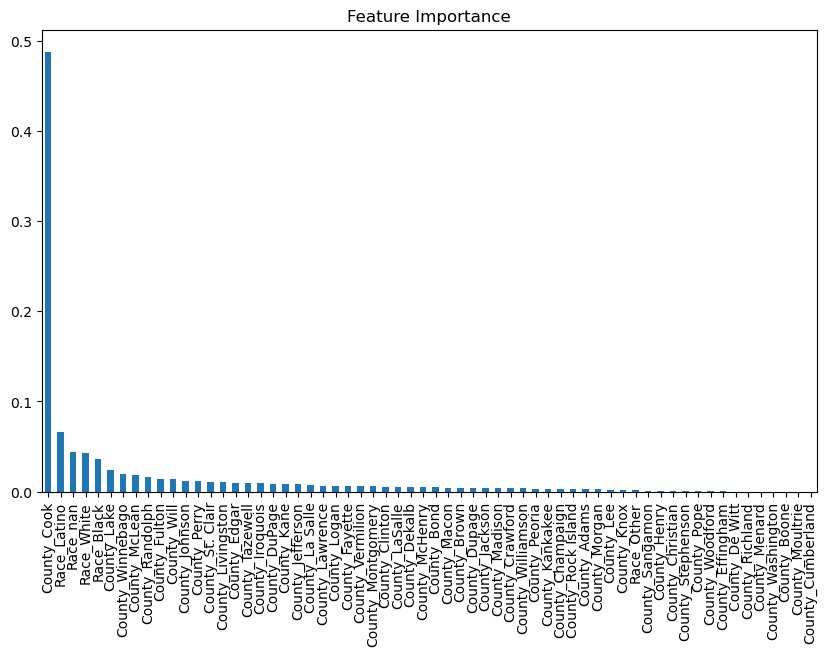 Feature Importance
0.5
0.4
0.3
0.2
0.1
0.0
County_Cook
Race_Latino
Race_nan
Race_White
Race_Black
County_Lake
County_Winnebago
County_McLean
County_Randolph
County_Fulton
County_Will
County_Johnson
County_Perry
County_St. Clair
County_Livingston
County_Edgar
County_Tazewell
County_Iroquois
County_DuPage
County_Kane
County_Jefferson
County_La Salle
County_Lawrence
County_Logan
County_Fayette
County_Vermilion
County_Montgomery
County_Clinton
County_LaSalle
County_Dekalb
County_McHenry
County_Bond
County_Macon
County_Brown
County_Dupage
County_Jackson
County_Madison
County_Crawford
County_Williamson
County_Peoria
County_Kankakee
County_Champaign
County_Rock Island
County_Adams
County_Morgan
County_Lee
County_Knox
Race_Other
County_Sangamon
County_Henry
County_Christian
County_Stephenson
County_Pope
County_Woodford
County_Effingham
County_De Witt
County_Richland
County_Menard
County_Washington
County_Boone
County_Moultrie
County_Cumberland